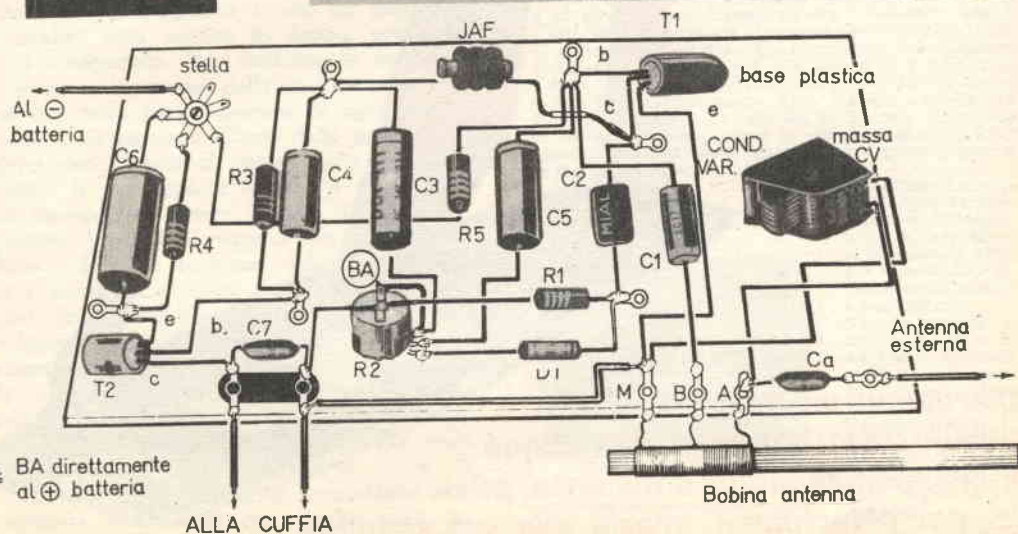 JAF
T1
stella
b
base plastica
Al ⊖
batteria
c
e
massa
CV
COND.
VAR.
C6
R3
C4
C3
C2
MIAL
R5
C5
C1
R4
BA
R1
e
b.
C7
R2
D1
T2
c
M
B
A
Ca
Antenna
esterna
BA direttamente
al ⊕ batteria
Bobina antenna
ALLA CUFFIA